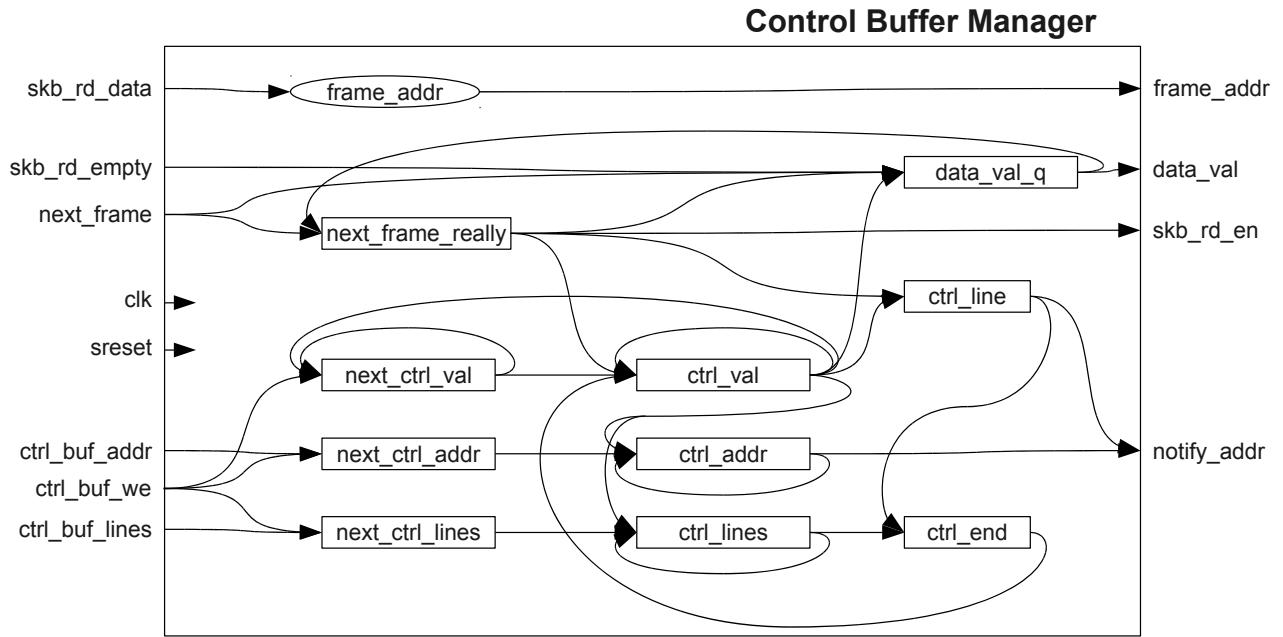 Control Buffer Manager
skb_rd_data
frame_addr
frame_addr
skb_rd_empty
data_val_q
data_val
next_frame
next_frame_really
skb_rd_en
clk
ctrl_line
sreset
next_ctrl_val
ctrl_val
ctrl_buf_addr
next_ctrl_addr
ctrl_addr
notify_addr
ctrl_buf_we
ctrl_buf_lines
next_ctrl_lines
ctrl_lines
ctrl_end